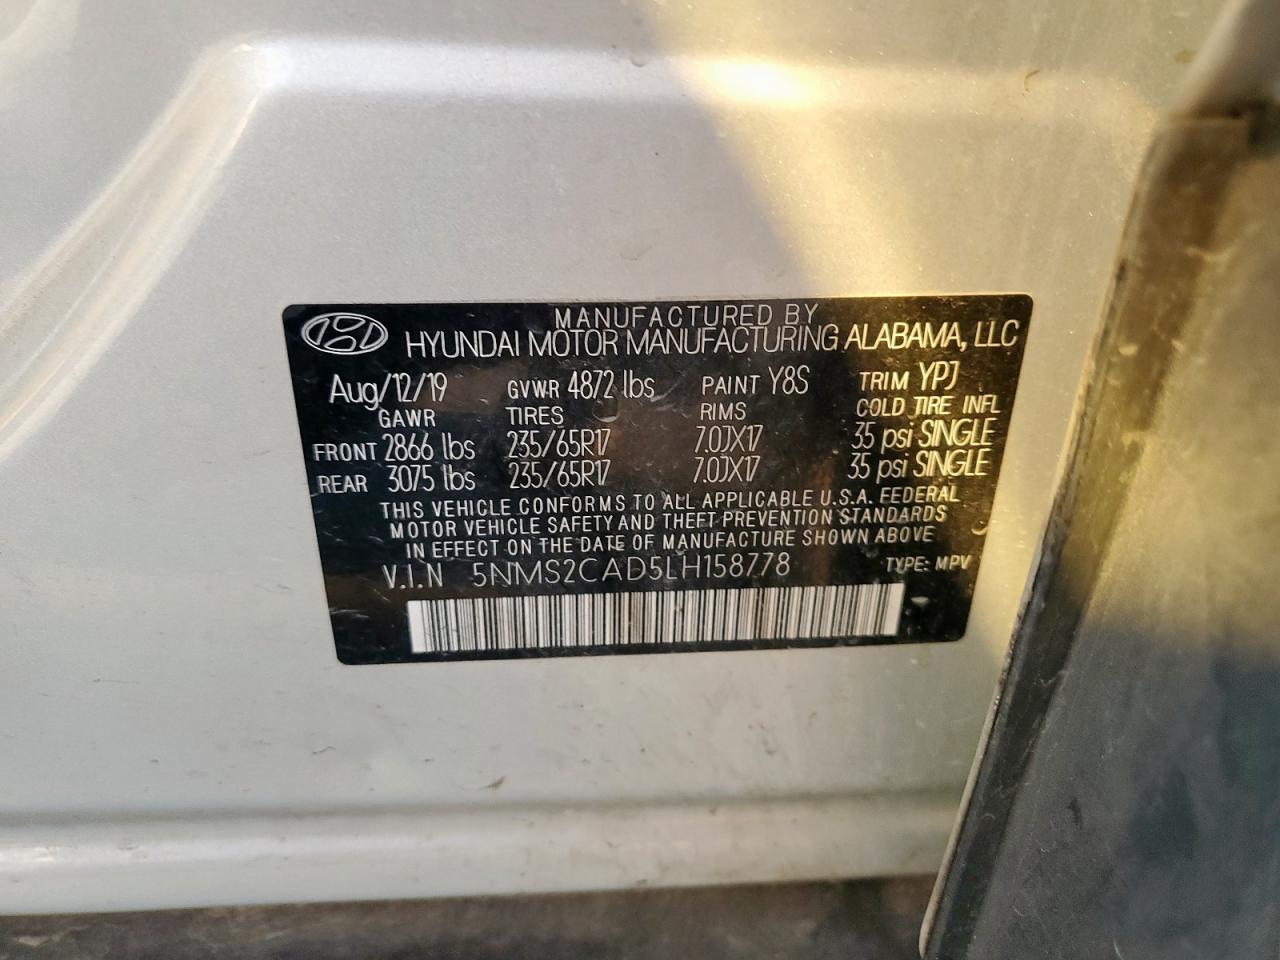 MANUFACTURED BY
HYUNDAI MOTOR MANUFACTURING ALABAMA, LLC
Aug/12/19 GVWR 4872 lbs PAINT Y8S TRIM YPJ
GAWR TIRES RIMS COLD TIRE INFL
FRONT 2866 lbs 235/65R17 7.0JX17 35 psi SINGLE
REAR 3075 lbs 235/65R17 7.0JX17 35 psi SINGLE
THIS VEHICLE CONFORMS TO ALL APPLICABLE U.S.A. FEDERAL
MOTOR VEHICLE SAFETY AND THEFT PREVENTION STANDARDS
IN EFFECT ON THE DATE OF MANUFACTURE SHOWN ABOVE
V.I.N 5NMS2CAD5LH158778 TYPE: MPV